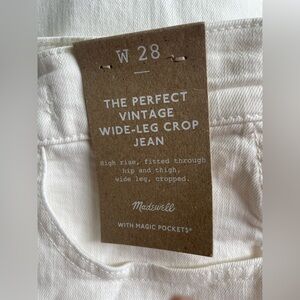 W 28
THE PERFECT
VINTAGE
WIDE-LEG CROP
JEAN
High rise, fitted through
hip and thigh,
wide leg, cropped.
Madewell
WITH MAGIC POCKETS®